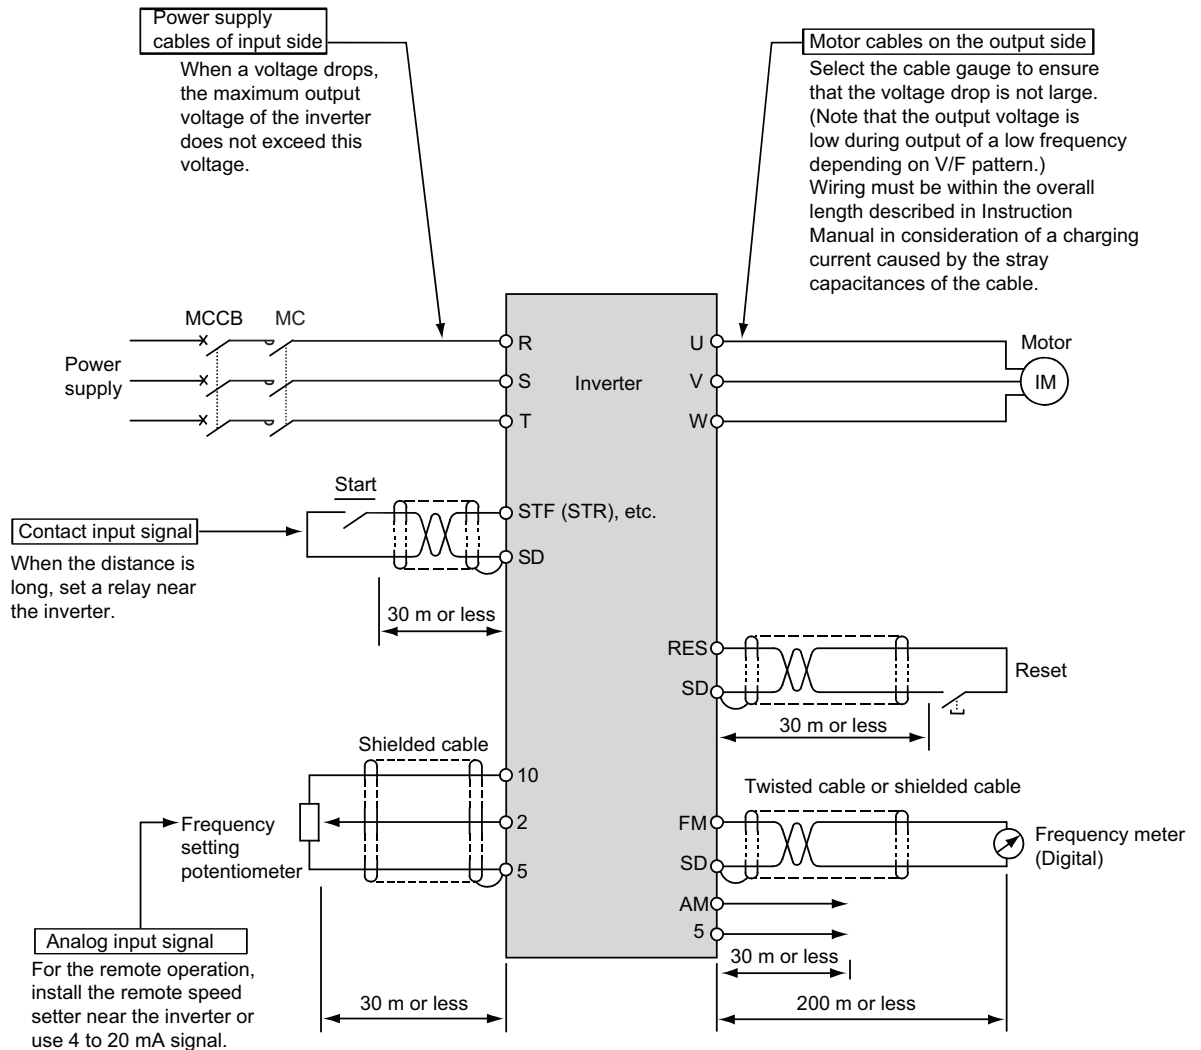 Power supply
cables of input side
When a voltage drops,
the maximum output
voltage of the inverter
does not exceed this
voltage.
Motor cables on the output side
Select the cable gauge to ensure
that the voltage drop is not large.
(Note that the output voltage is
low during output of a low frequency
depending on V/F pattern.)
Wiring must be within the overall
length described in Instruction
Manual in consideration of a charging
current caused by the stray
capacitances of the cable.
MCCB
MC
Power
supply
R
S
T
Inverter
U
V
W
Motor
IM
Start
STF (STR), etc.
SD
Contact input signal
When the distance is
long, set a relay near
the inverter.
30 m or less
RES
SD
Reset
30 m or less
Shielded cable
10
2
5
Frequency
setting
potentiometer
Twisted cable or shielded cable
FM
SD
Frequency meter
(Digital)
AM
5
30 m or less
200 m or less
Analog input signal
For the remote operation,
install the remote speed
setter near the inverter or
use 4 to 20 mA signal.
30 m or less